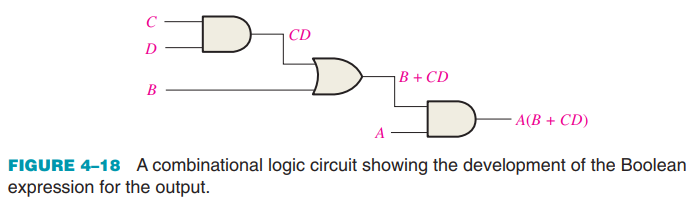 C
CD
D
B + CD
B
A(B + CD)
A
FIGURE 4–18 A combinational logic circuit showing the development of the Boolean
expression for the output.